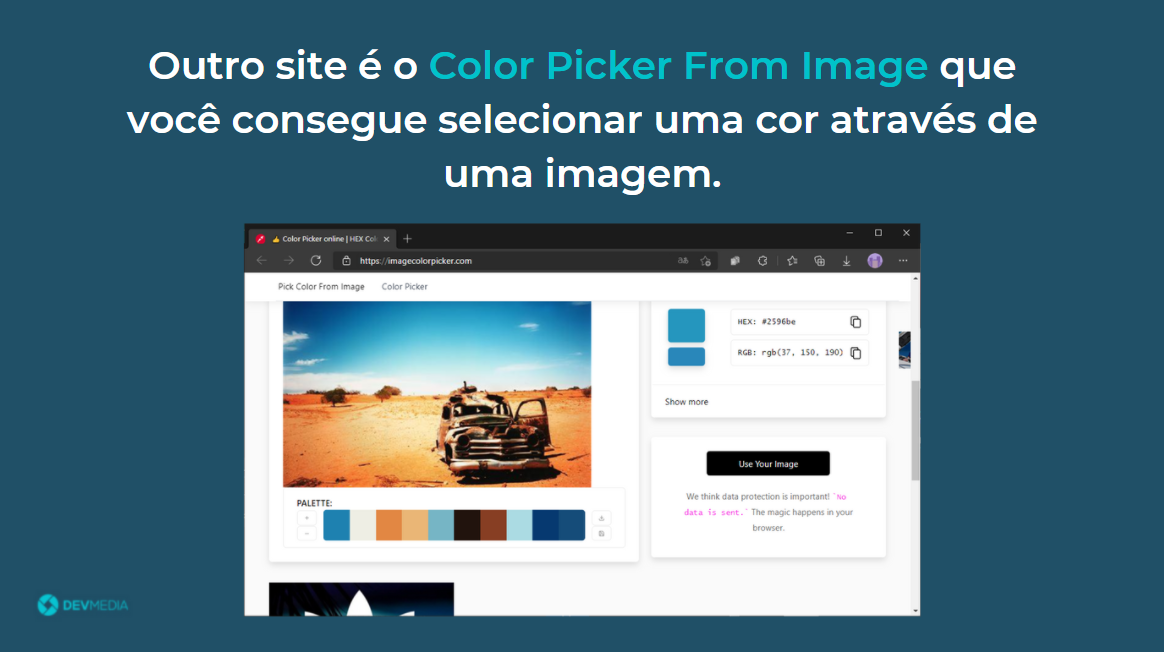 Outro site é o Color Picker From Image que
você consegue selecionar uma cor através de
uma imagem.
Color Picker online | HEX Col
https://imagecolorpicker.com
Pick Color From Image Color Picker
HEX: #2596be
RGB: rgb(37, 150, 190)
Show more
Use Your Image
We think data protection is important! `No
data is sent.` The magic happens in your
browser.
PALETTE:
DEVMEDIA